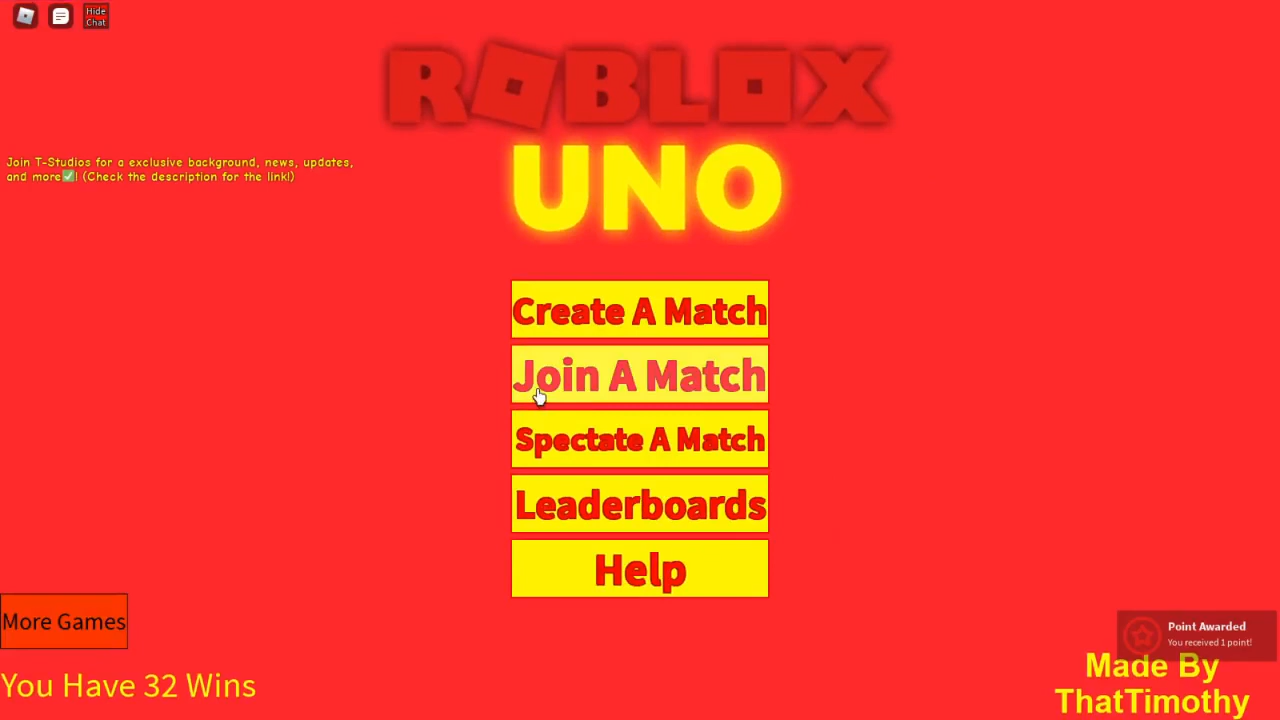 Hide
Chat
ROBLOX
UNO
Join T-Studios for a exclusive background, news, updates,
and more✅! (Check the description for the link!)
Create A Match
Join A Match
Spectate A Match
Leaderboards
Help
More Games
You Have 32 Wins
Point Awarded
You received 1 point!
Made By
ThatTimothy